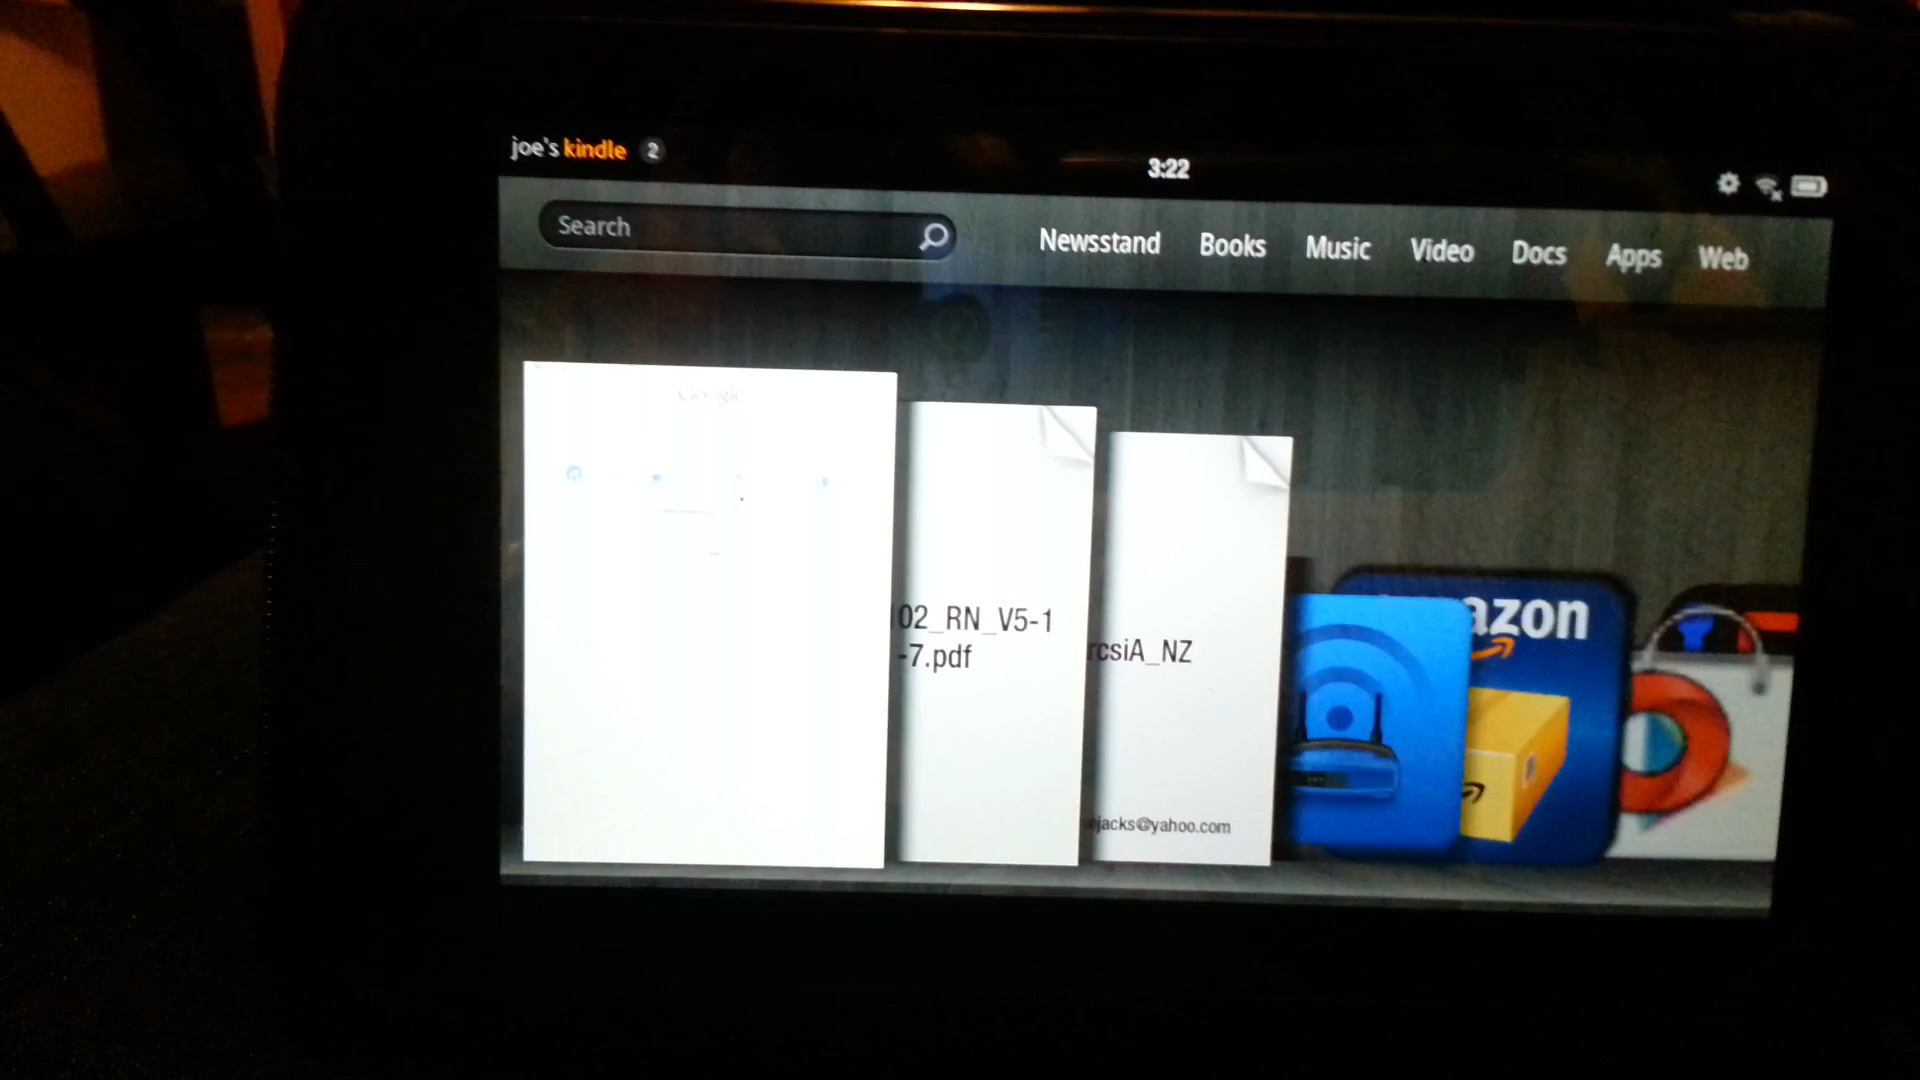 joe's kindle 2
3:22
Search
Newsstand Books Music Video Docs Apps Web
Google
02_RN_V5-1
-7.pdf
rcsiA_NZ
ejacks@yahoo.com
azon